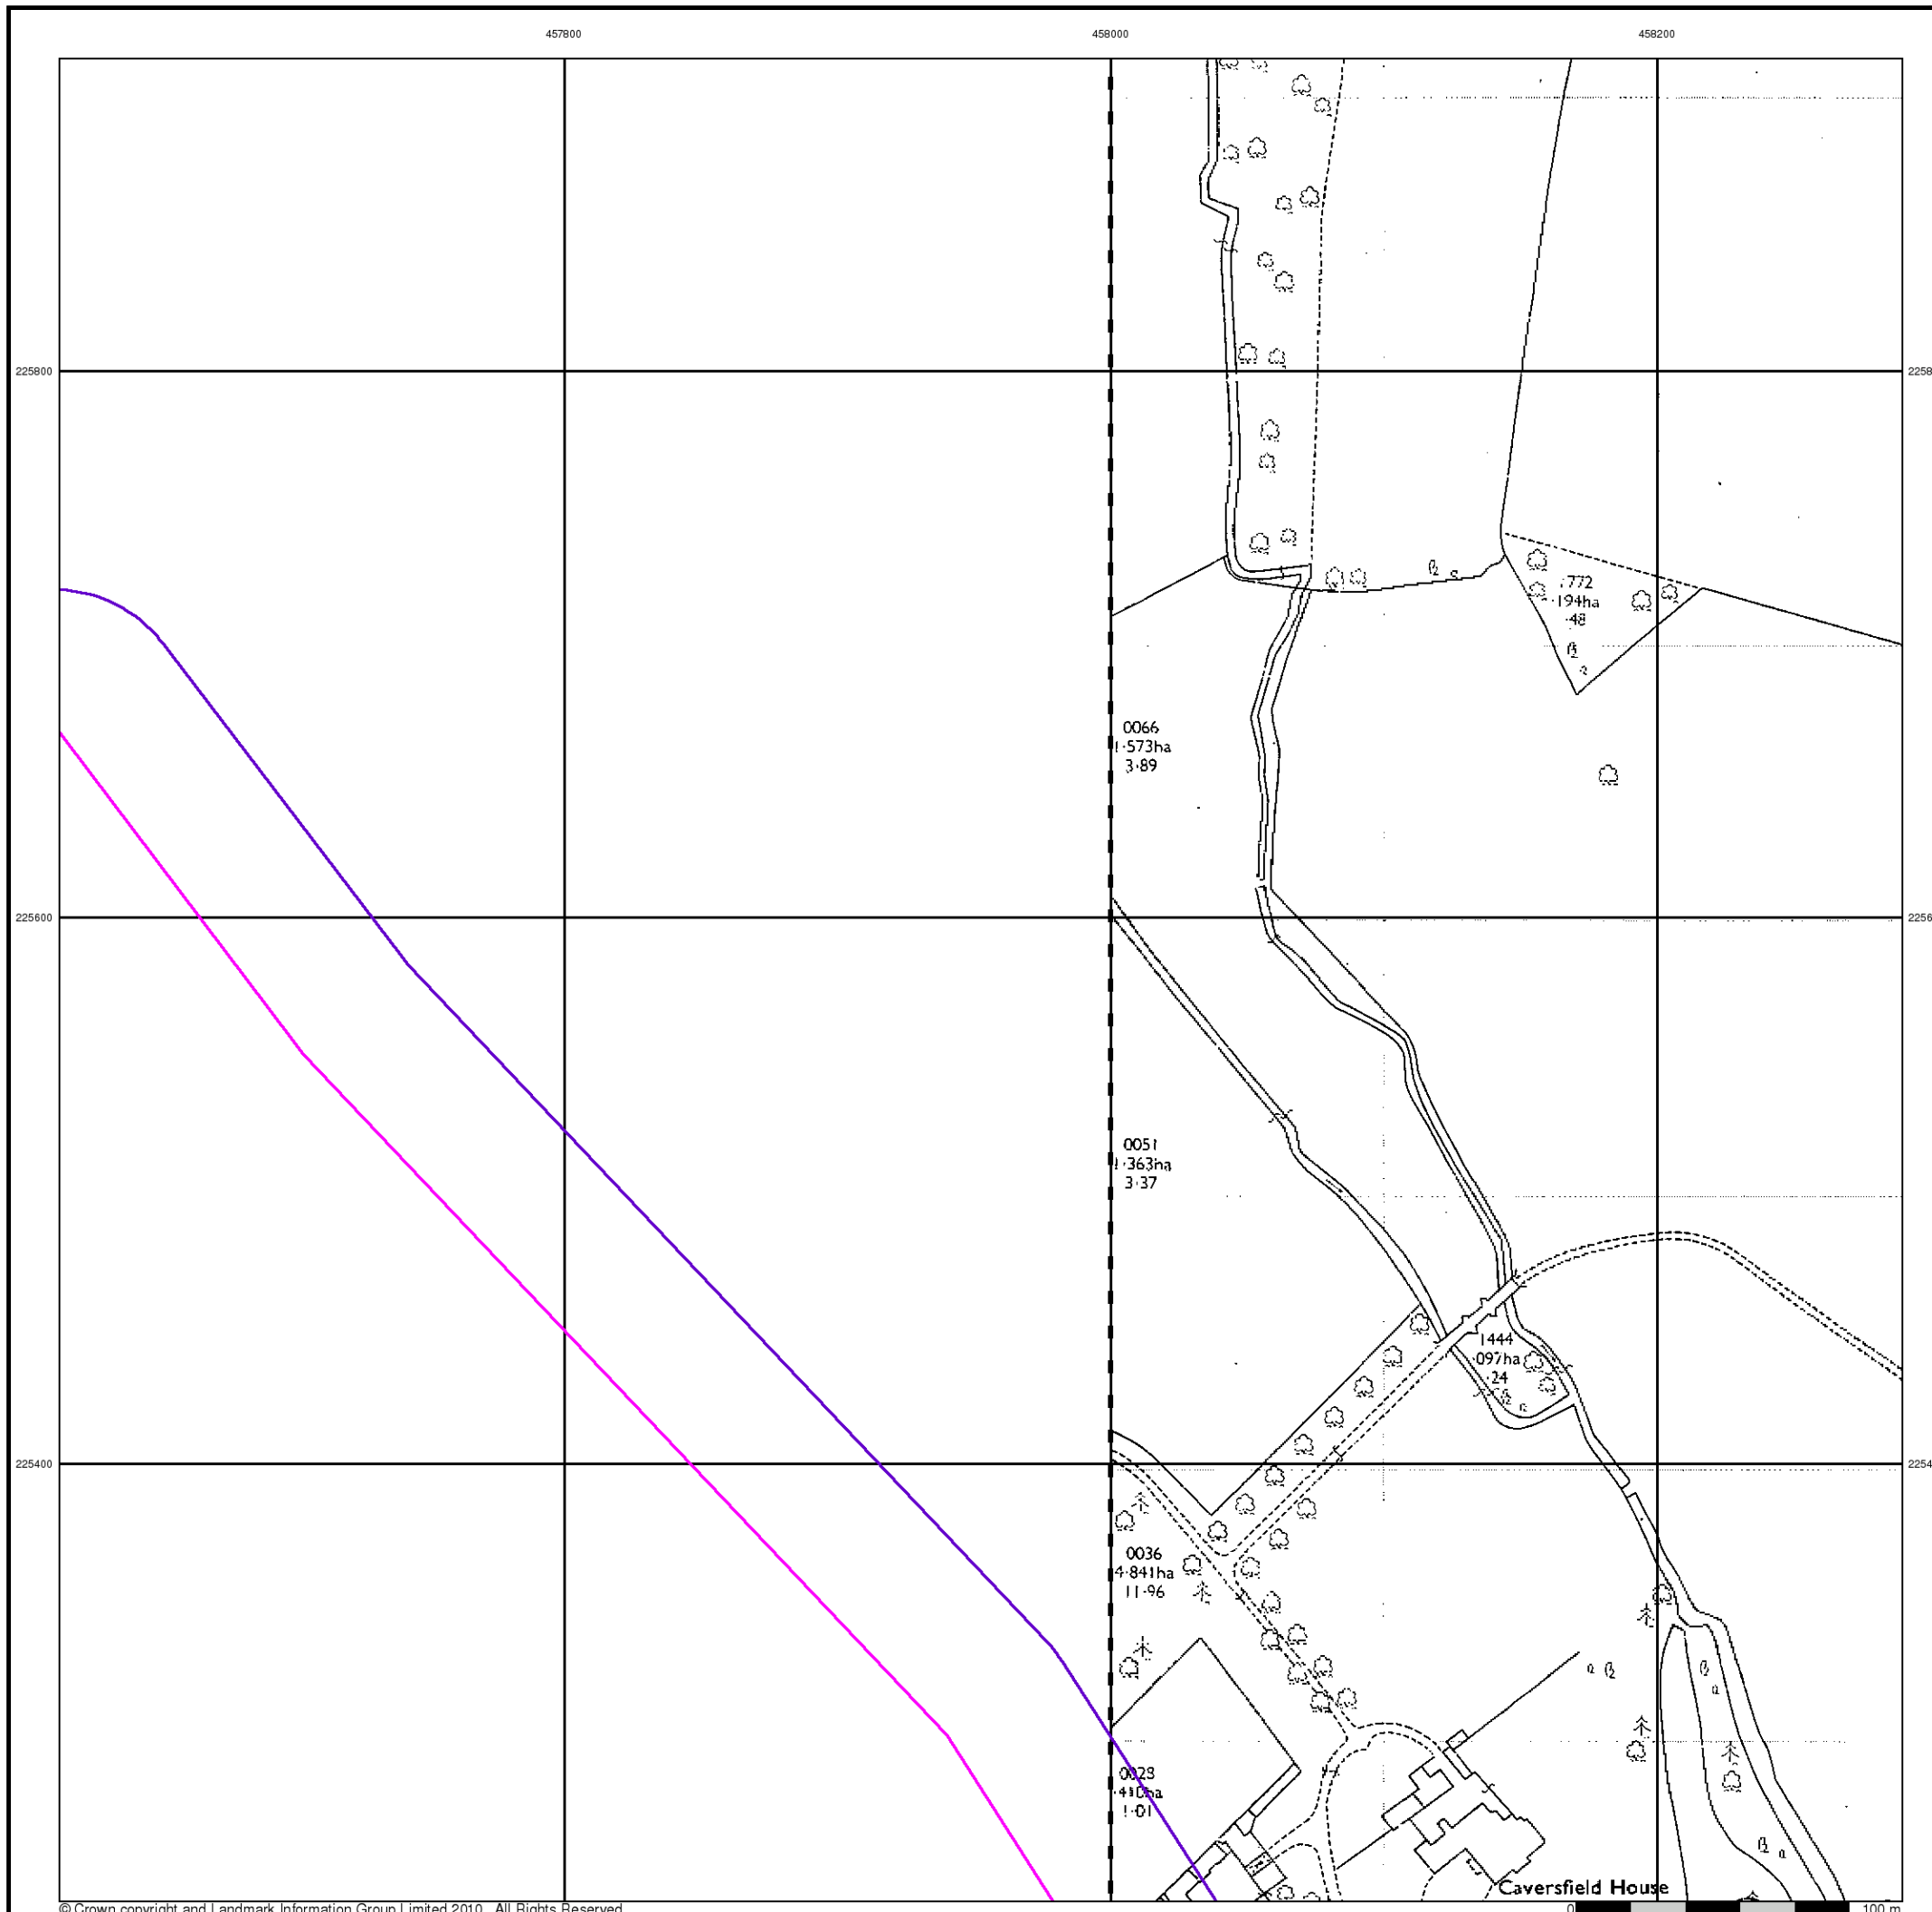 457800 458000 458200
225800
772
·194ha
·48
0066
1·573ha
3·89
225600
0051
1·363ha
3·37
1444
·097ha
·24
225400
0036
4·841ha
11·96
0028
·410ha
1·01
Caversfield House
© Crown copyright and Landmark Information Group Limited 2010. All Rights Reserved.
0 100 m